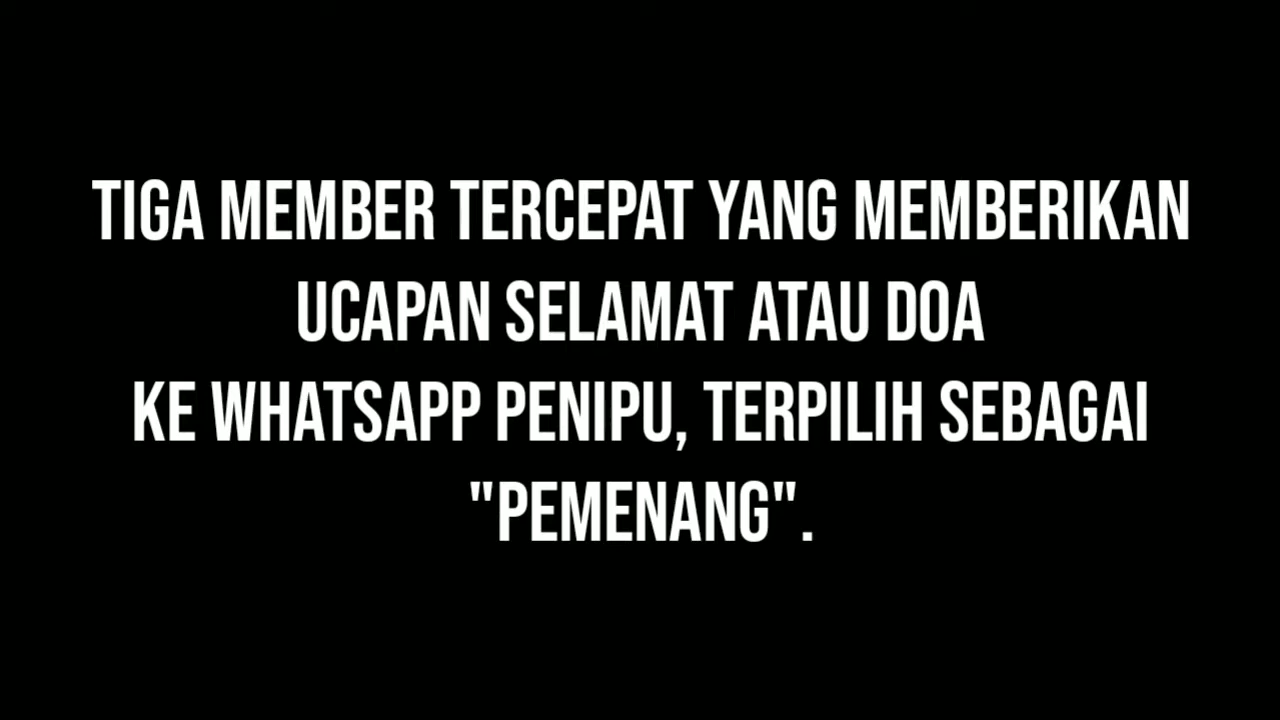 TIGA MEMBER TERCEPAT YANG MEMBERIKAN
UCAPAN SELAMAT ATAU DOA
KE WHATSAPP PENIPU, TERPILIH SEBAGAI
"PEMENANG".